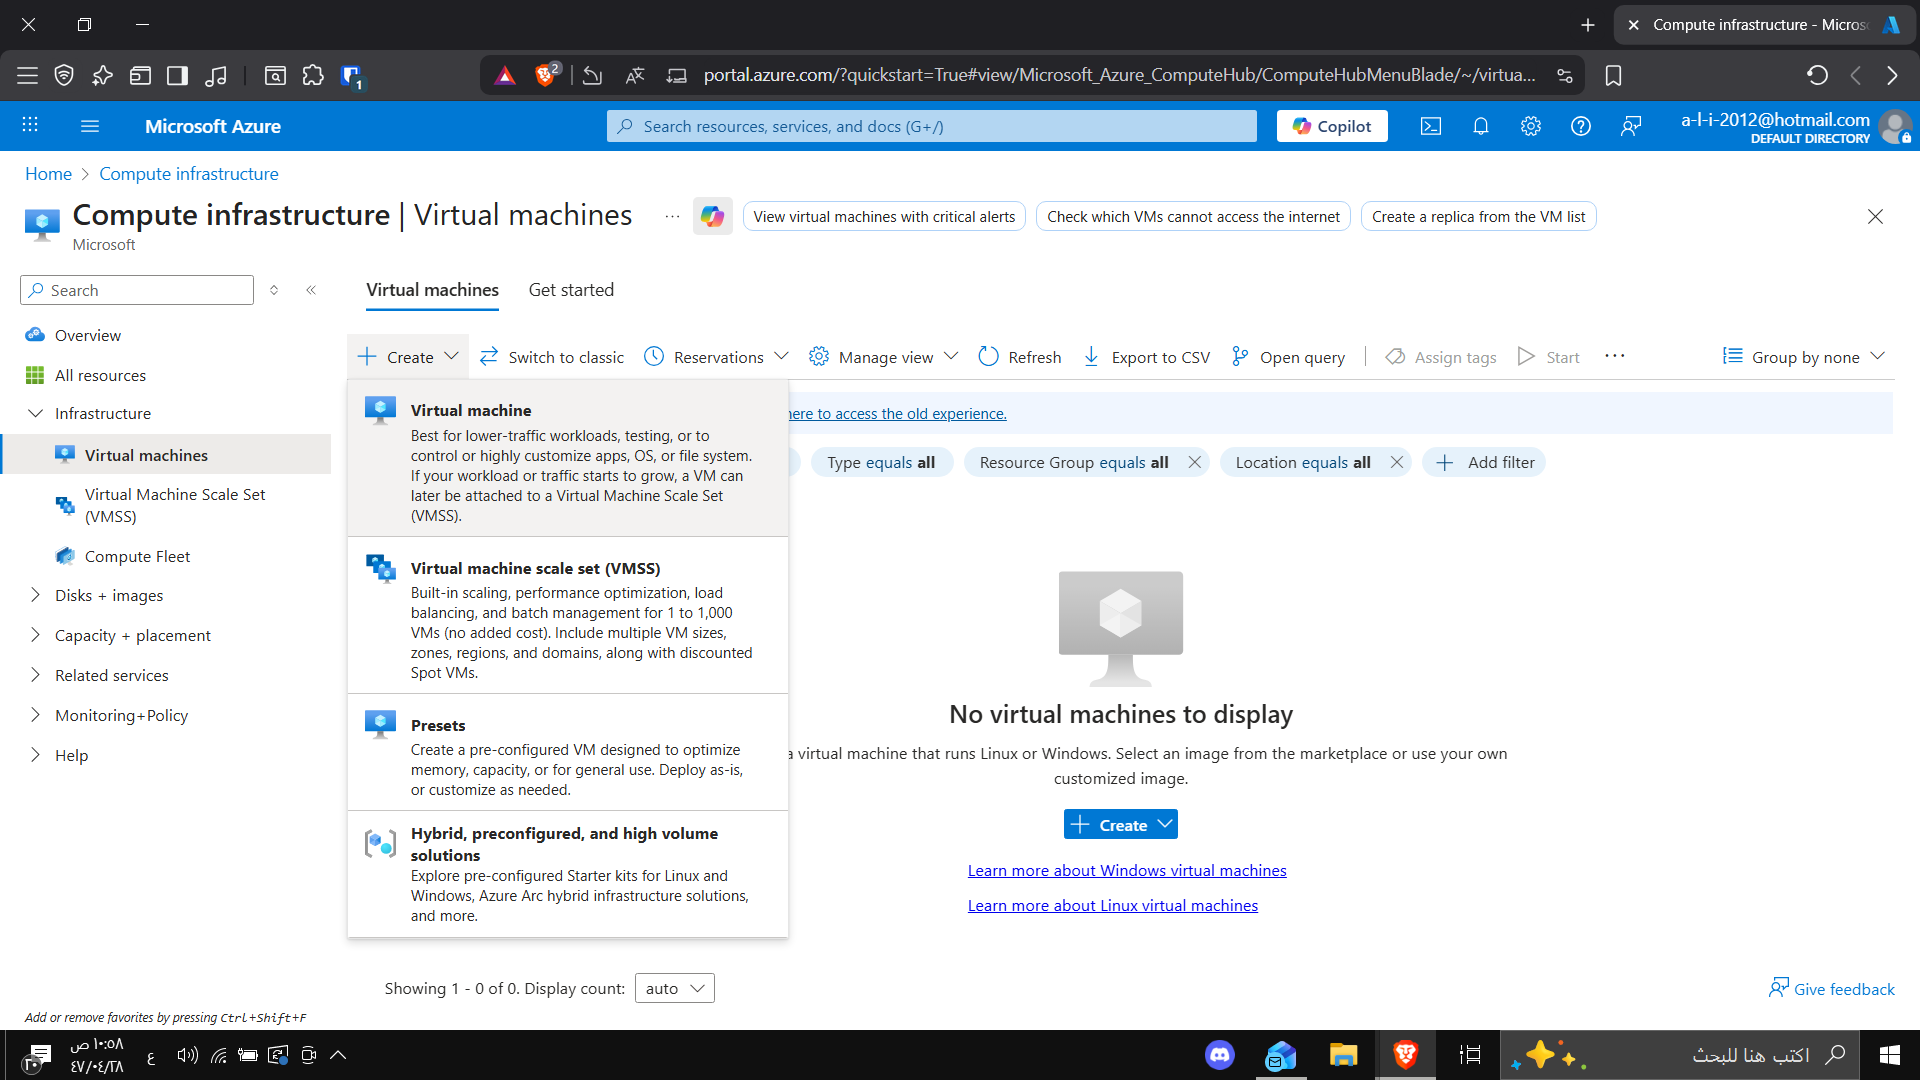 Compute infrastructure - Micros
2
1
portal.azure.com/?quickstart=True#view/Microsoft_Azure_ComputeHub/ComputeHubMenuBlade/~/virtua...
Microsoft Azure
Search resources, services, and docs (G+/)
Copilot
a-l-i-2012@hotmail.com
DEFAULT DIRECTORY
Home > Compute infrastructure
Compute infrastructure | Virtual machines
Microsoft
View virtual machines with critical alerts
Check which VMs cannot access the internet
Create a replica from the VM list
Search
Overview
All resources
Infrastructure
Virtual machines
Virtual Machine Scale Set
(VMSS)
Compute Fleet
Disks + images
Capacity + placement
Related services
Monitoring+Policy
Help
Add or remove favorites by pressing Ctrl+Shift+F
Virtual machines
Get started
Create
Switch to classic
Reservations
Manage view
Refresh
Export to CSV
Open query
Assign tags
Start
Group by none
here to access the old experience.
Type equals all
Resource Group equals all
Location equals all
Add filter
Virtual machine
Best for lower-traffic workloads, testing, or to
control or highly customize apps, OS, or file system.
If your workload or traffic starts to grow, a VM can
later be attached to a Virtual Machine Scale Set
(VMSS).
Virtual machine scale set (VMSS)
Built-in scaling, performance optimization, load
balancing, and batch management for 1 to 1,000
VMs (no added cost). Include multiple VM sizes,
zones, regions, and domains, along with discounted
Spot VMs.
Presets
Create a pre-configured VM designed to optimize
memory, capacity, or for general use. Deploy as-is,
or customize as needed.
Hybrid, preconfigured, and high volume
solutions
Explore pre-configured Starter kits for Linux and
Windows, Azure Arc hybrid infrastructure solutions,
and more.
No virtual machines to display
a virtual machine that runs Linux or Windows. Select an image from the marketplace or use your own
customized image.
Create
Learn more about Windows virtual machines
Learn more about Linux virtual machines
Showing 1 - 0 of 0. Display count:
auto
Give feedback
٢٠
١٠:٥٨ ص
٤٧/٠٤/٢٨
ع
اكتب هنا للبحث